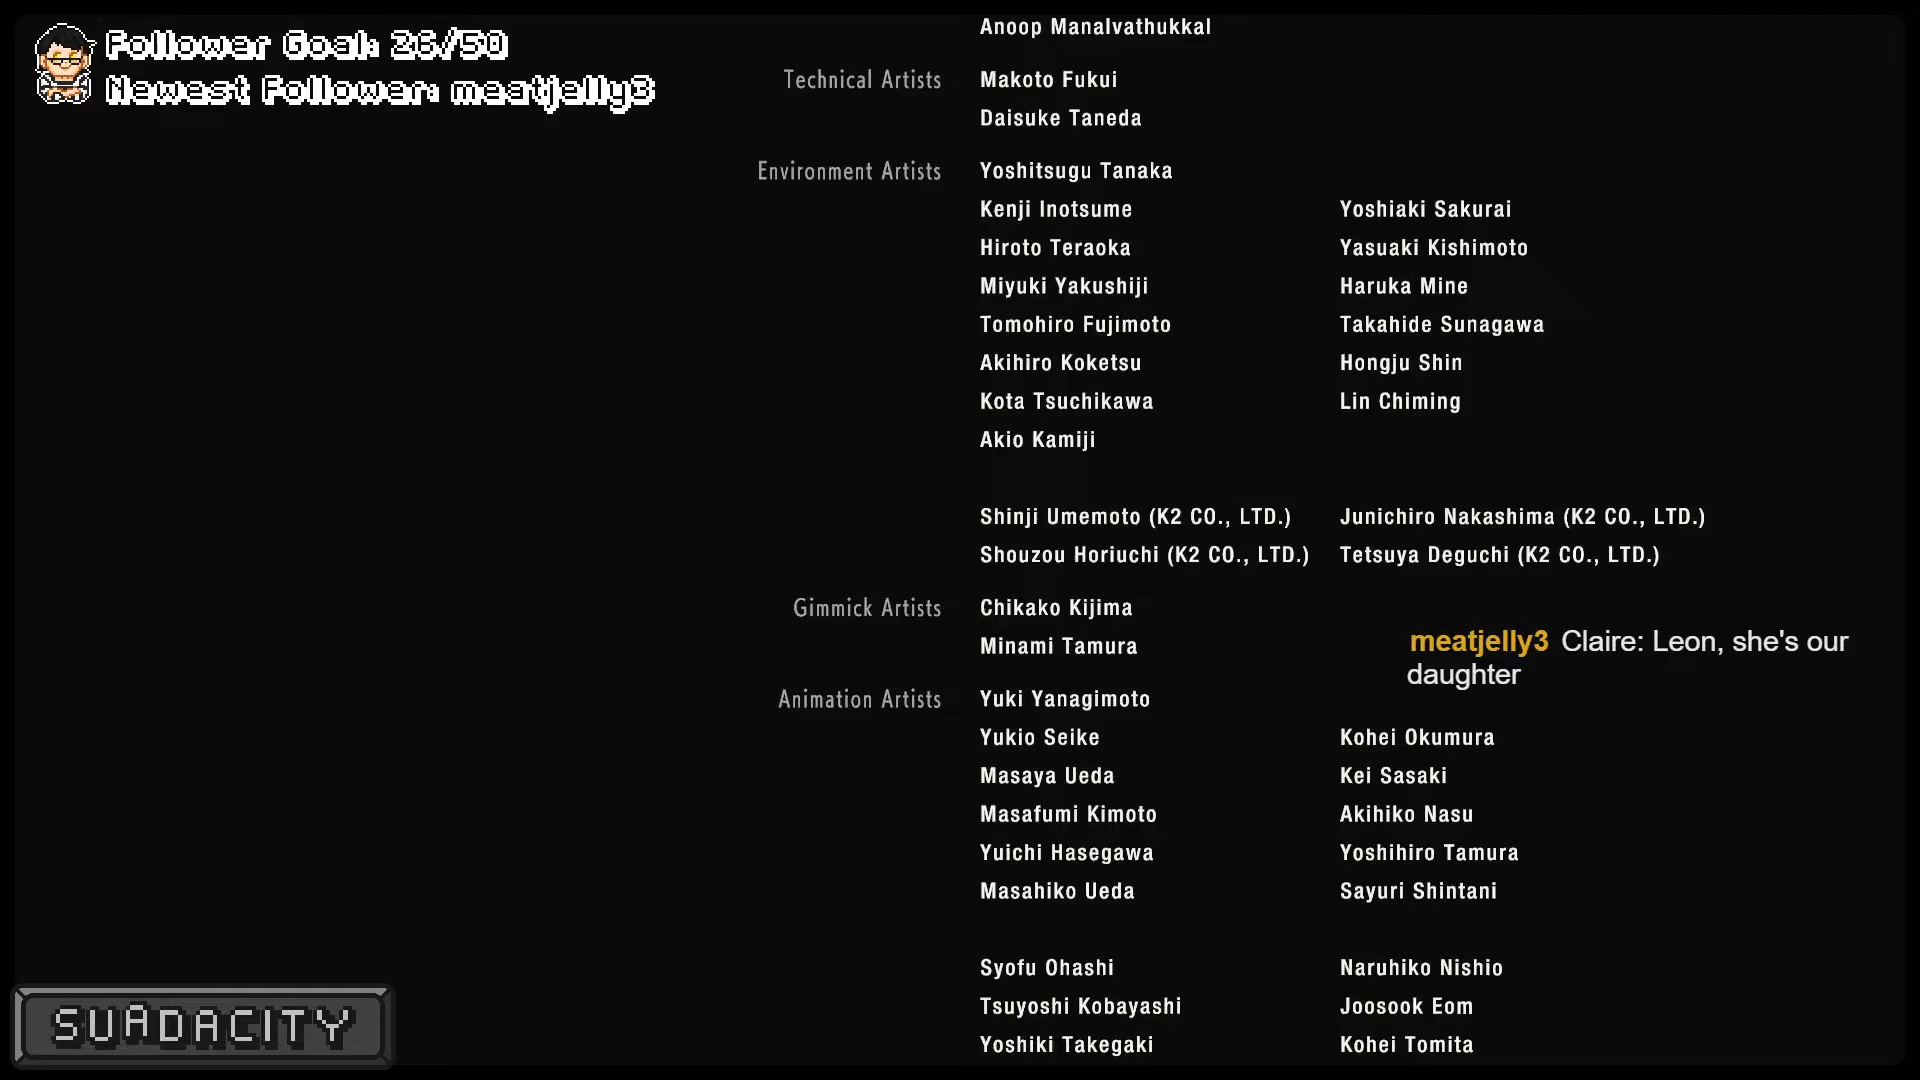 Follower Goal: 26/50
Newest Follower: meatjelly3
Anoop Manalvathukkal
Technical Artists Makoto Fukui
Daisuke Taneda
Environment Artists Yoshitsugu Tanaka
Kenji Inotsume Yoshiaki Sakurai
Hiroto Teraoka Yasuaki Kishimoto
Miyuki Yakushiji Haruka Mine
Tomohiro Fujimoto Takahide Sunagawa
Akihiro Koketsu Hongju Shin
Kota Tsuchikawa Lin Chiming
Akio Kamiji
Shinji Umemoto (K2 CO., LTD.) Junichiro Nakashima (K2 CO., LTD.)
Shouzou Horiuchi (K2 CO., LTD.) Tetsuya Deguchi (K2 CO., LTD.)
Gimmick Artists Chikako Kijima
Minami Tamura
meatjelly3 Claire: Leon, she's our
daughter
Animation Artists Yuki Yanagimoto
Yukio Seike Kohei Okumura
Masaya Ueda Kei Sasaki
Masafumi Kimoto Akihiko Nasu
Yuichi Hasegawa Yoshihiro Tamura
Masahiko Ueda Sayuri Shintani
Syofu Ohashi Naruhiko Nishio
Tsuyoshi Kobayashi Joosook Eom
Yoshiki Takegaki Kohei Tomita
SUADACITY